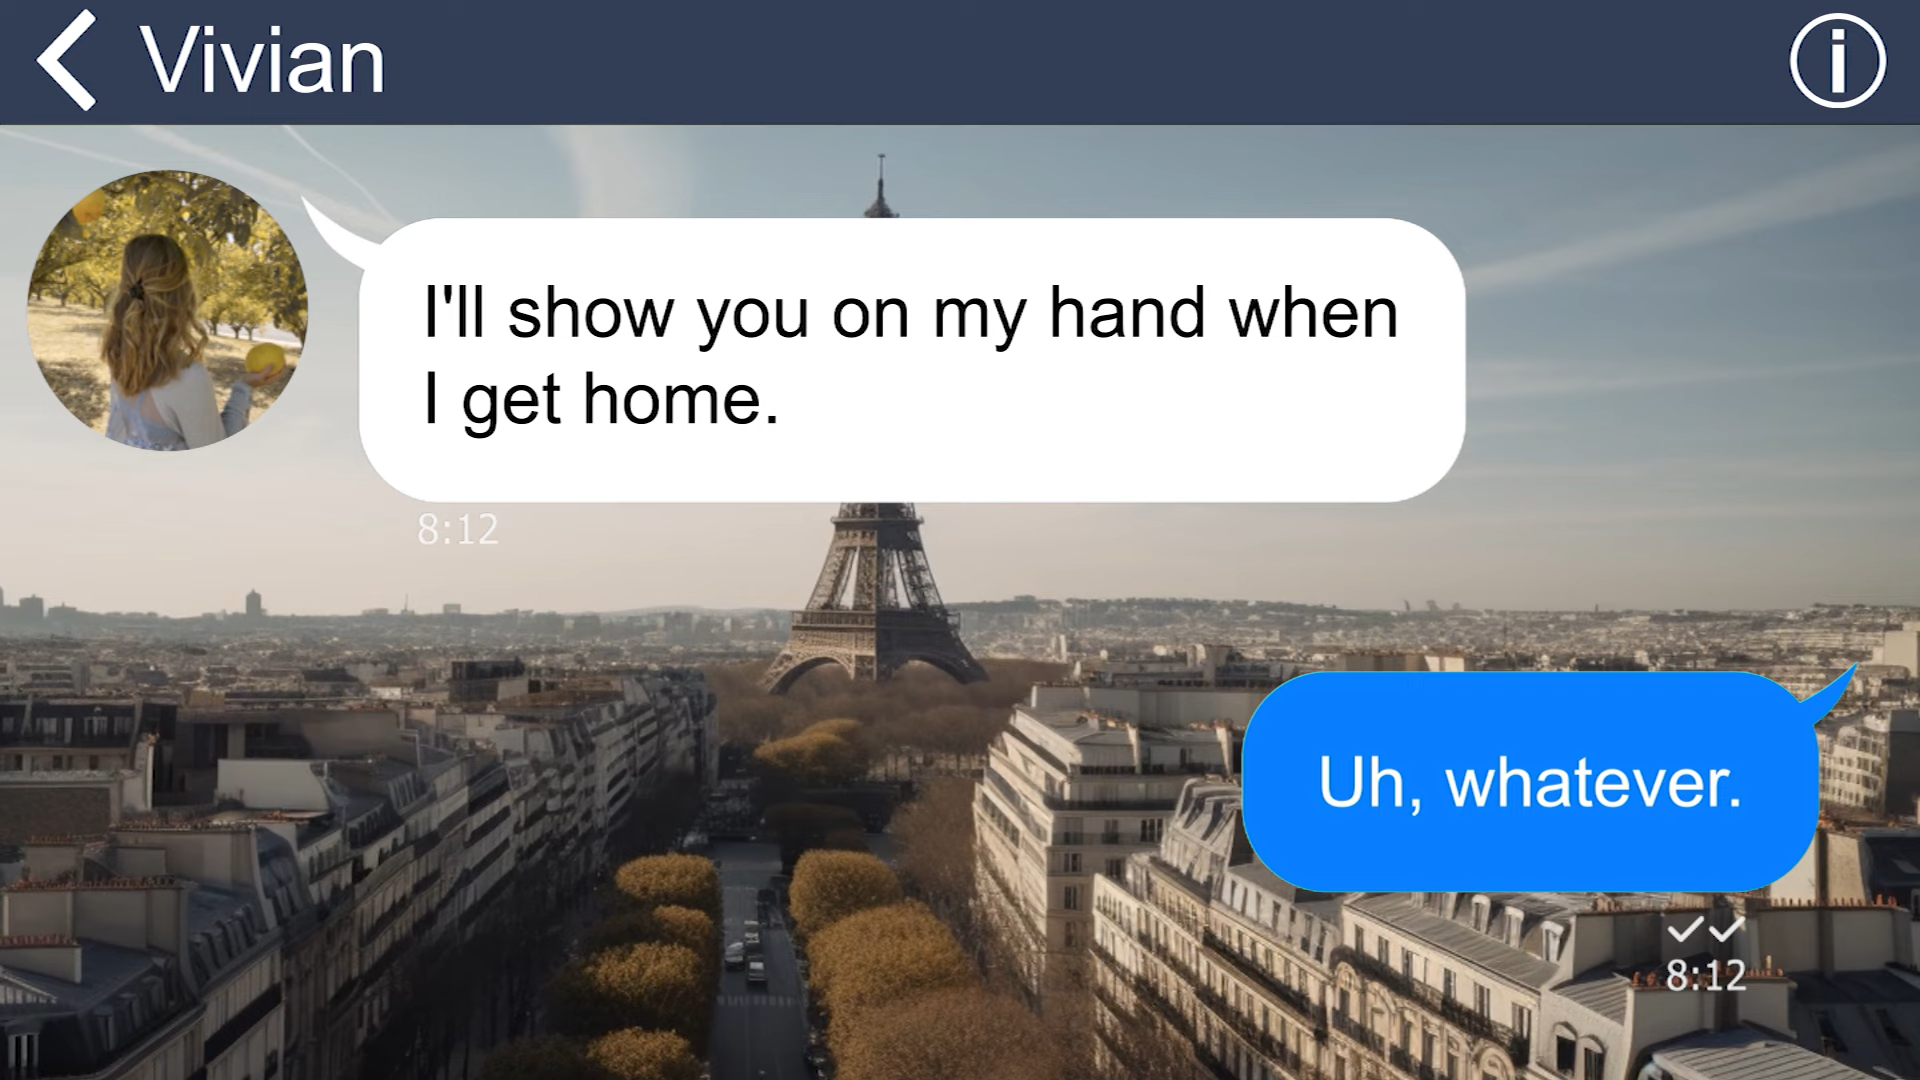 Vivian
I'll show you on my hand when
I get home.
8:12
Uh, whatever.
8:12